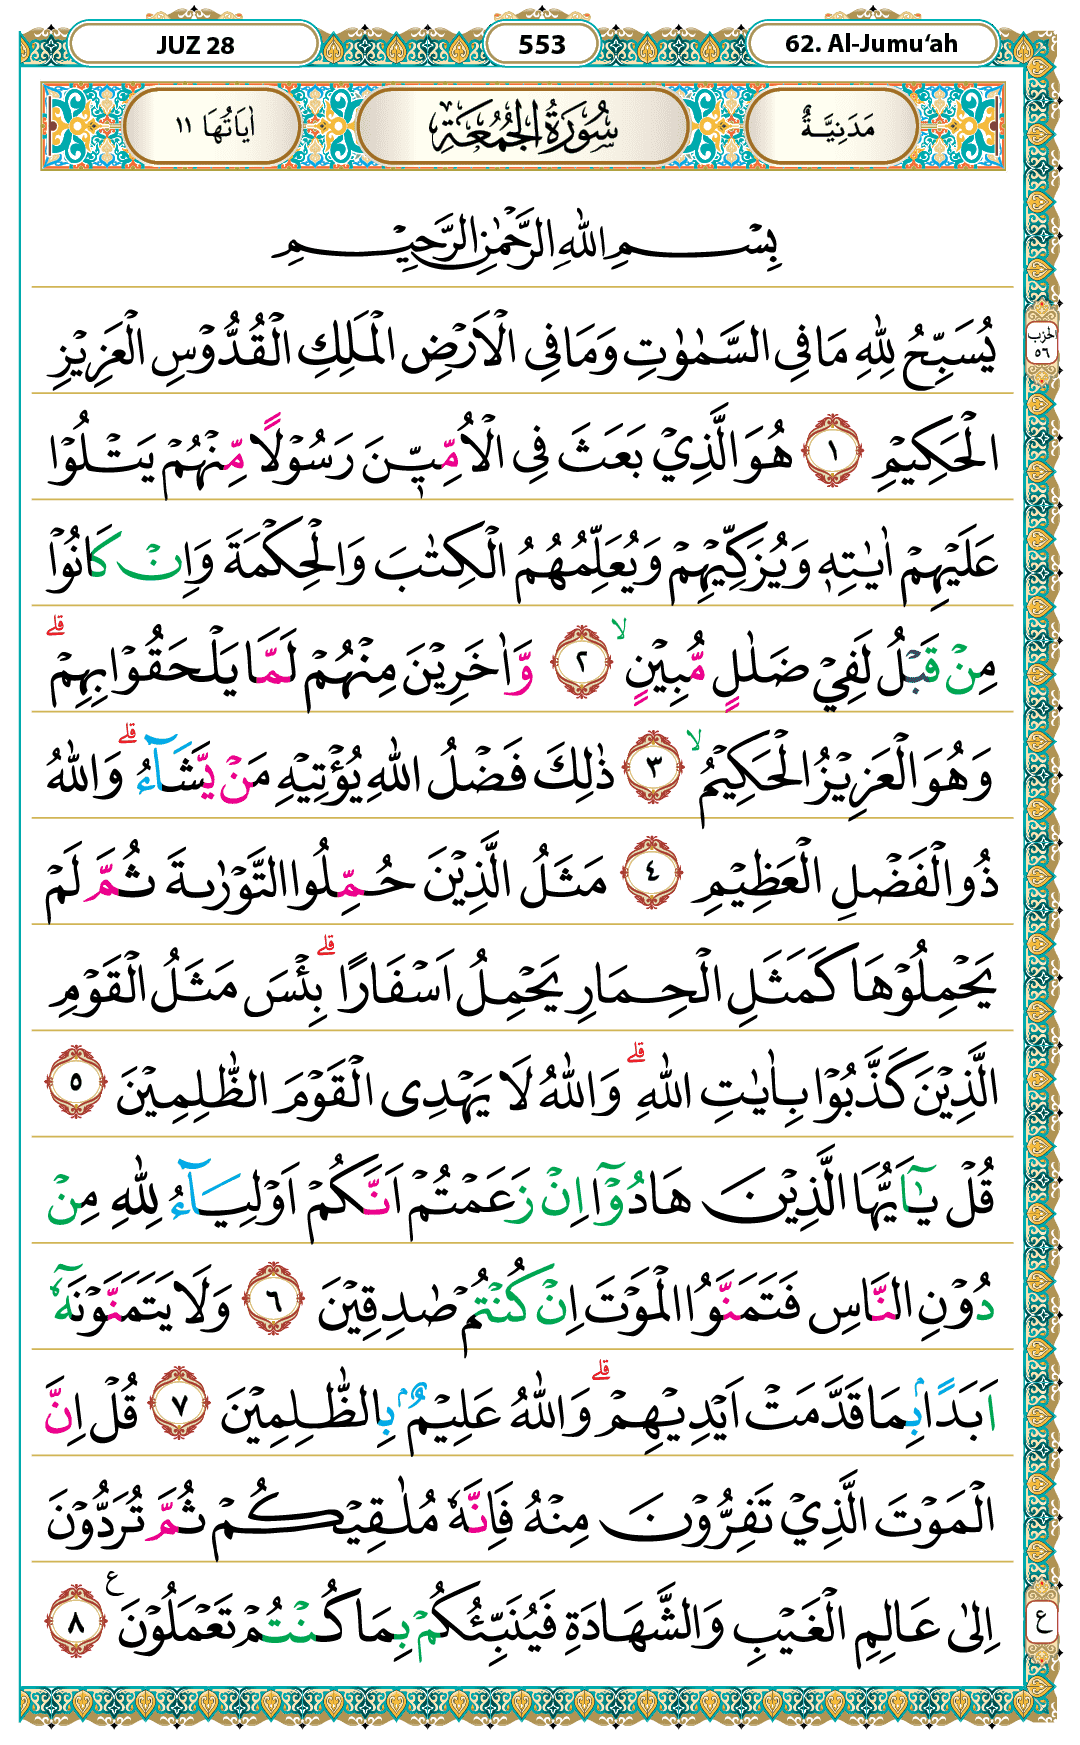 JUZ 28
553
62. Al-Jumu‘ah
مَدَنِيَّةٌ سُوْرَةُ الْجُمُعَةِ اٰيَاتُهَا ١١
بِسْمِ اللّٰهِ الرَّحْمٰنِ الرَّحِيْمِ
يُسَبِّحُ لِلّٰهِ مَا فِى السَّمٰوٰتِ وَمَا فِى الْاَرْضِ الْمَلِكِ الْقُدُّوْسِ الْعَزِيْزِ
الْحَكِيْمِ ١ هُوَ الَّذِيْ بَعَثَ فِى الْاُمِّيّٖنَ رَسُوْلًا مِّنْهُمْ يَتْلُوْا
عَلَيْهِمْ اٰيٰتِهٖ وَيُزَكِّيْهِمْ وَيُعَلِّمُهُمُ الْكِتٰبَ وَالْحِكْمَةَ وَاِنْ كَانُوْا
مِنْ قَبْلُ لَفِيْ ضَلٰلٍ مُّبِيْنٍۙ ٢ وَّاٰخَرِيْنَ مِنْهُمْ لَمَّا يَلْحَقُوْا بِهِمْۗ
وَهُوَ الْعَزِيْزُ الْحَكِيْمُۙ ٣ ذٰلِكَ فَضْلُ اللّٰهِ يُؤْتِيْهِ مَنْ يَّشَاۤءُۗ وَاللّٰهُ
ذُو الْفَضْلِ الْعَظِيْمِ ٤ مَثَلُ الَّذِيْنَ حُمِّلُوا التَّوْرٰىةَ ثُمَّ لَمْ
يَحْمِلُوْهَا كَمَثَلِ الْحِمَارِ يَحْمِلُ اَسْفَارًاۗ بِئْسَ مَثَلُ الْقَوْمِ
الَّذِيْنَ كَذَّبُوْا بِاٰيٰتِ اللّٰهِۗ وَاللّٰهُ لَا يَهْدِى الْقَوْمَ الظّٰلِمِيْنَ ٥
قُلْ يٰٓاَيُّهَا الَّذِيْنَ هَادُوْٓا اِنْ زَعَمْتُمْ اَنَّكُمْ اَوْلِيَاۤءُ لِلّٰهِ مِنْ
دُوْنِ النَّاسِ فَتَمَنَّوُا الْمَوْتَ اِنْ كُنْتُمْ صٰدِقِيْنَ ٦ وَلَا يَتَمَنَّوْنَهٗٓ
اَبَدًاۢ بِمَا قَدَّمَتْ اَيْدِيْهِمْۗ وَاللّٰهُ عَلِيْمٌۢ بِالظّٰلِمِيْنَ ٧ قُلْ اِنَّ
الْمَوْتَ الَّذِيْ تَفِرُّوْنَ مِنْهُ فَاِنَّهٗ مُلٰقِيْكُمْ ثُمَّ تُرَدُّوْنَ
اِلٰى عَالِمِ الْغَيْبِ وَالشَّهَادَةِ فَيُنَبِّئُكُمْ بِمَا كُنْتُمْ تَعْمَلُوْنَ ع ٨
الحزب
٥٦
ع